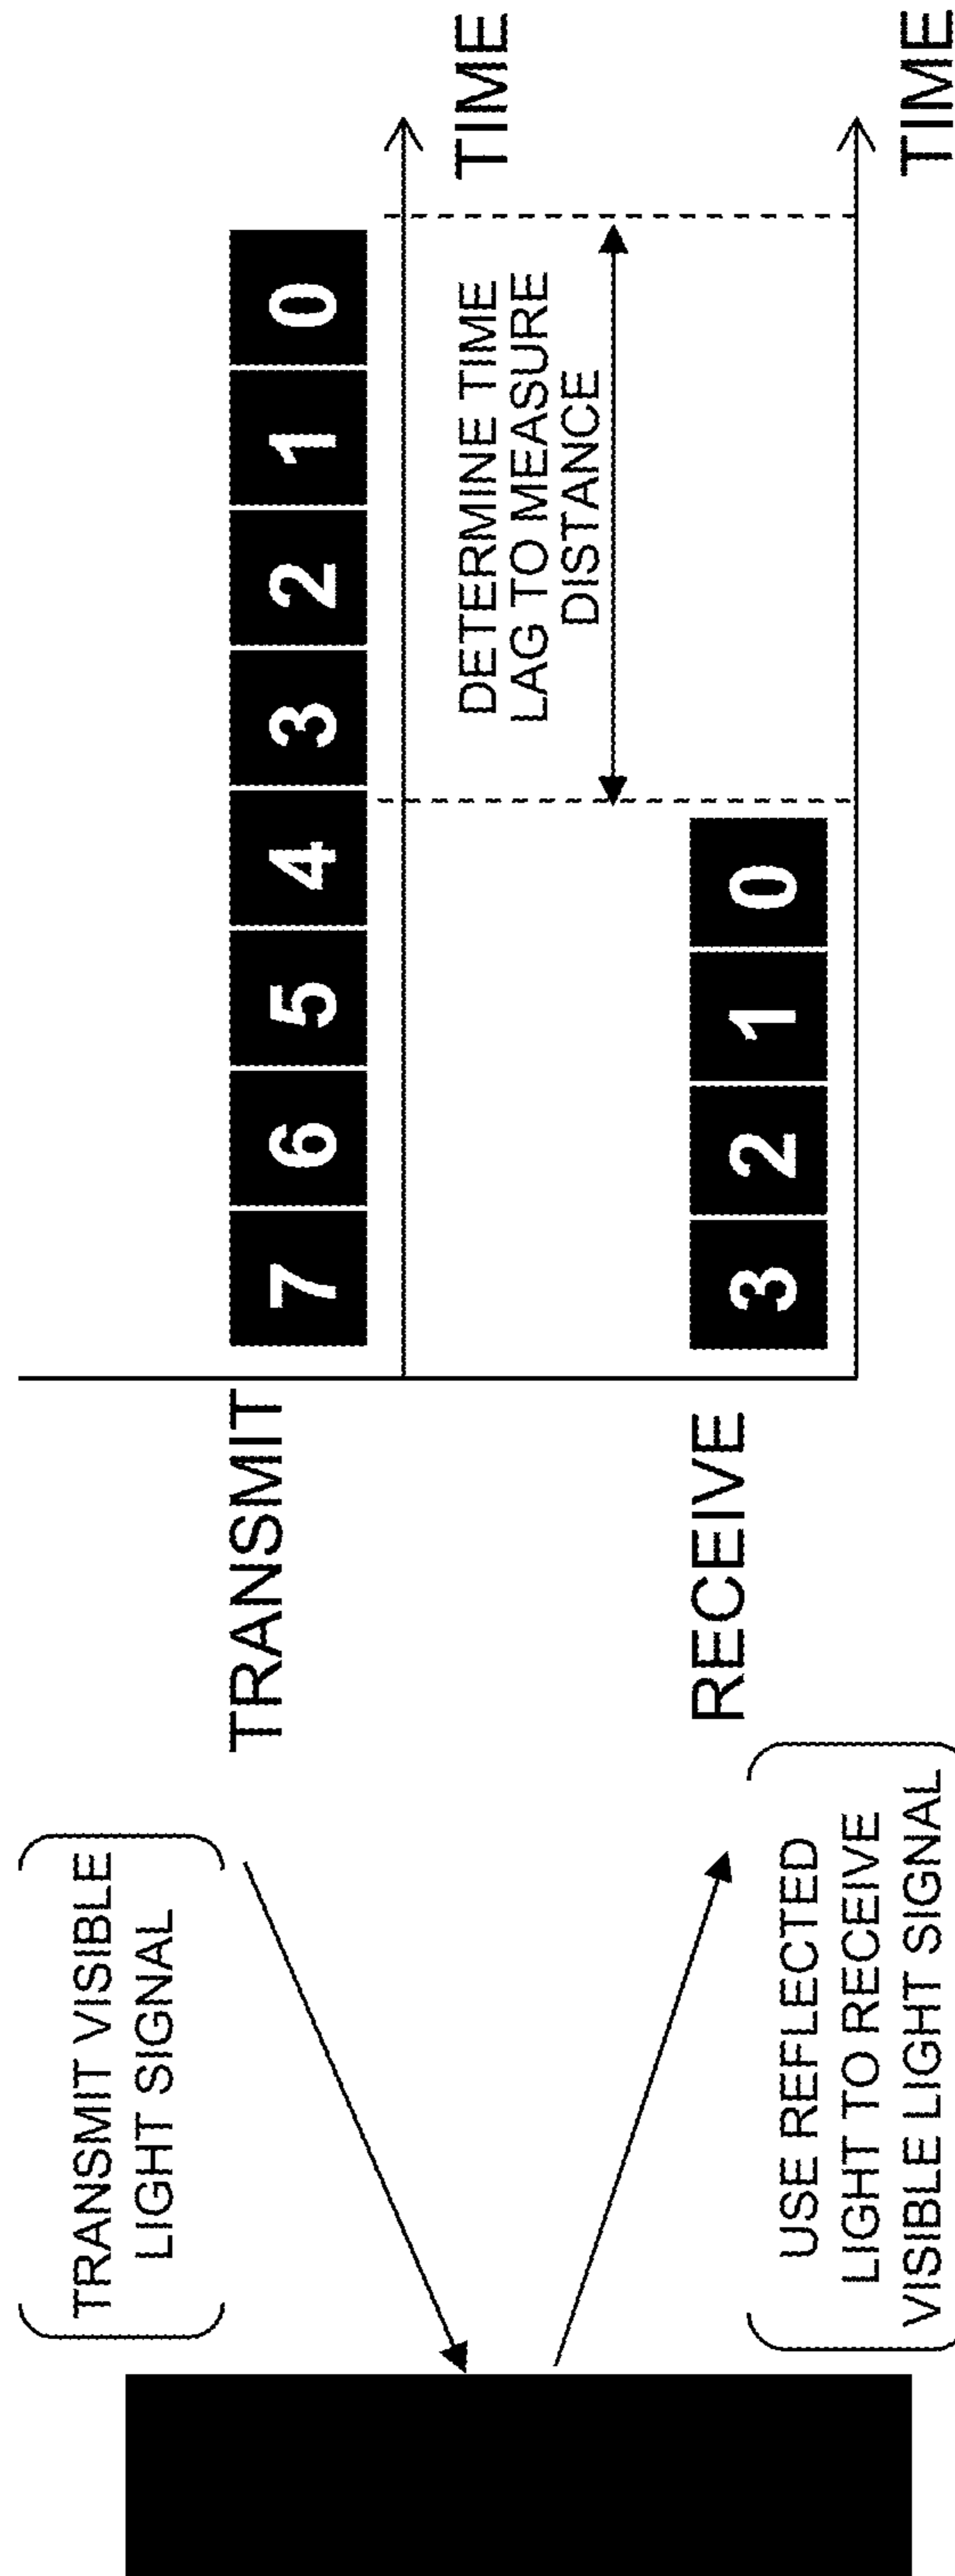 TRANSMIT VISIBLE
LIGHT SIGNAL
USE REFLECTED
LIGHT TO RECEIVE
VISIBLE LIGHT SIGNAL
TRANSMIT
7 6 5 4 3 2 1 0
TIME
DETERMINE TIME
LAG TO MEASURE
DISTANCE
RECEIVE
3 2 1 0
TIME